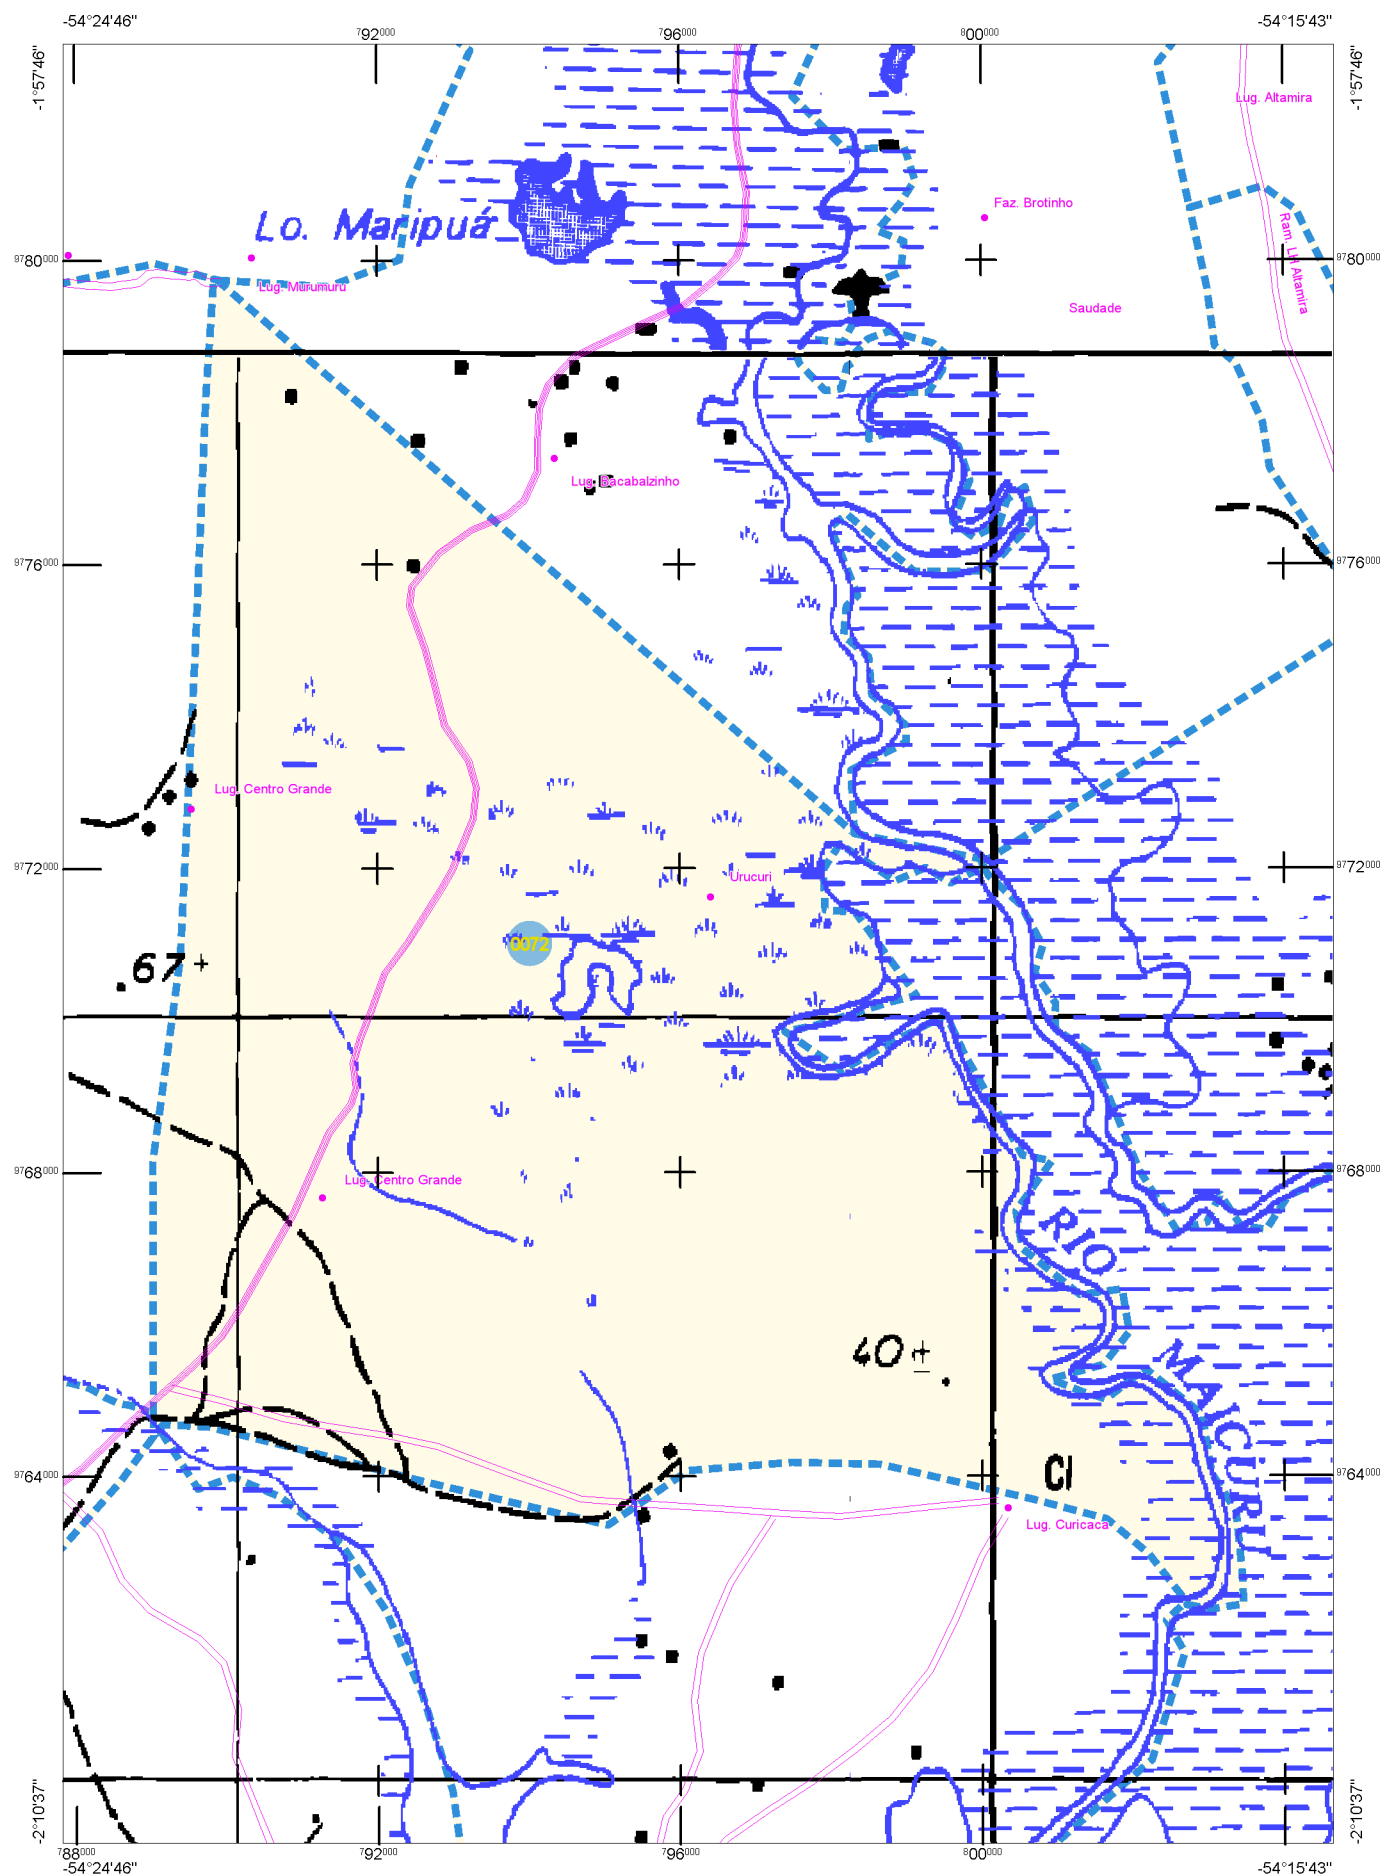 -54°24'46"
-54°15'43"
792000
796000
800000
-1°57'46"
-1°57'46"
Lug. Altamira
Faz. Brotinho
Lo. Maripuá
Ram. LH Altamira
9780000
9780000
Lug. Murumuru
Saudade
Lug. Bacabalzinho
9776000
9776000
Lug. Centro Grande
9772000
9772000
Urucuri
0072
67+
9768000
9768000
Lug. Centro Grande
RIO MAICURU
40+
9764000
9764000
CI
Lug. Curicaca
-2°10'37"
-2°10'37"
788000
792000
796000
800000
-54°24'46"
-54°15'43"